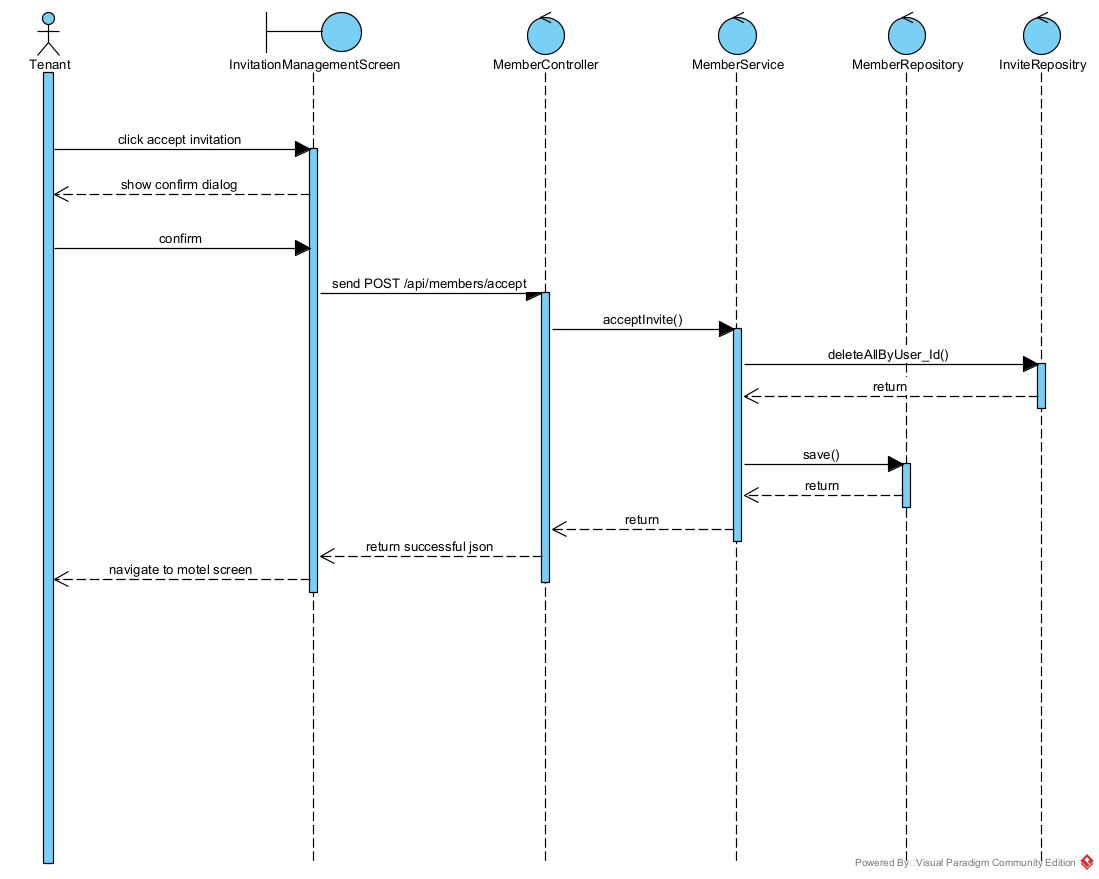 Tenant
InvitationManagementScreen
MemberController
MemberService
MemberRepository
InviteRepositry
click accept invitation
show confirm dialog
confirm
send POST /api/members/accept
acceptInvite()
deleteAllByUser_Id()
return
save()
return
return
return successful json
navigate to motel screen
Powered By Visual Paradigm Community Edition